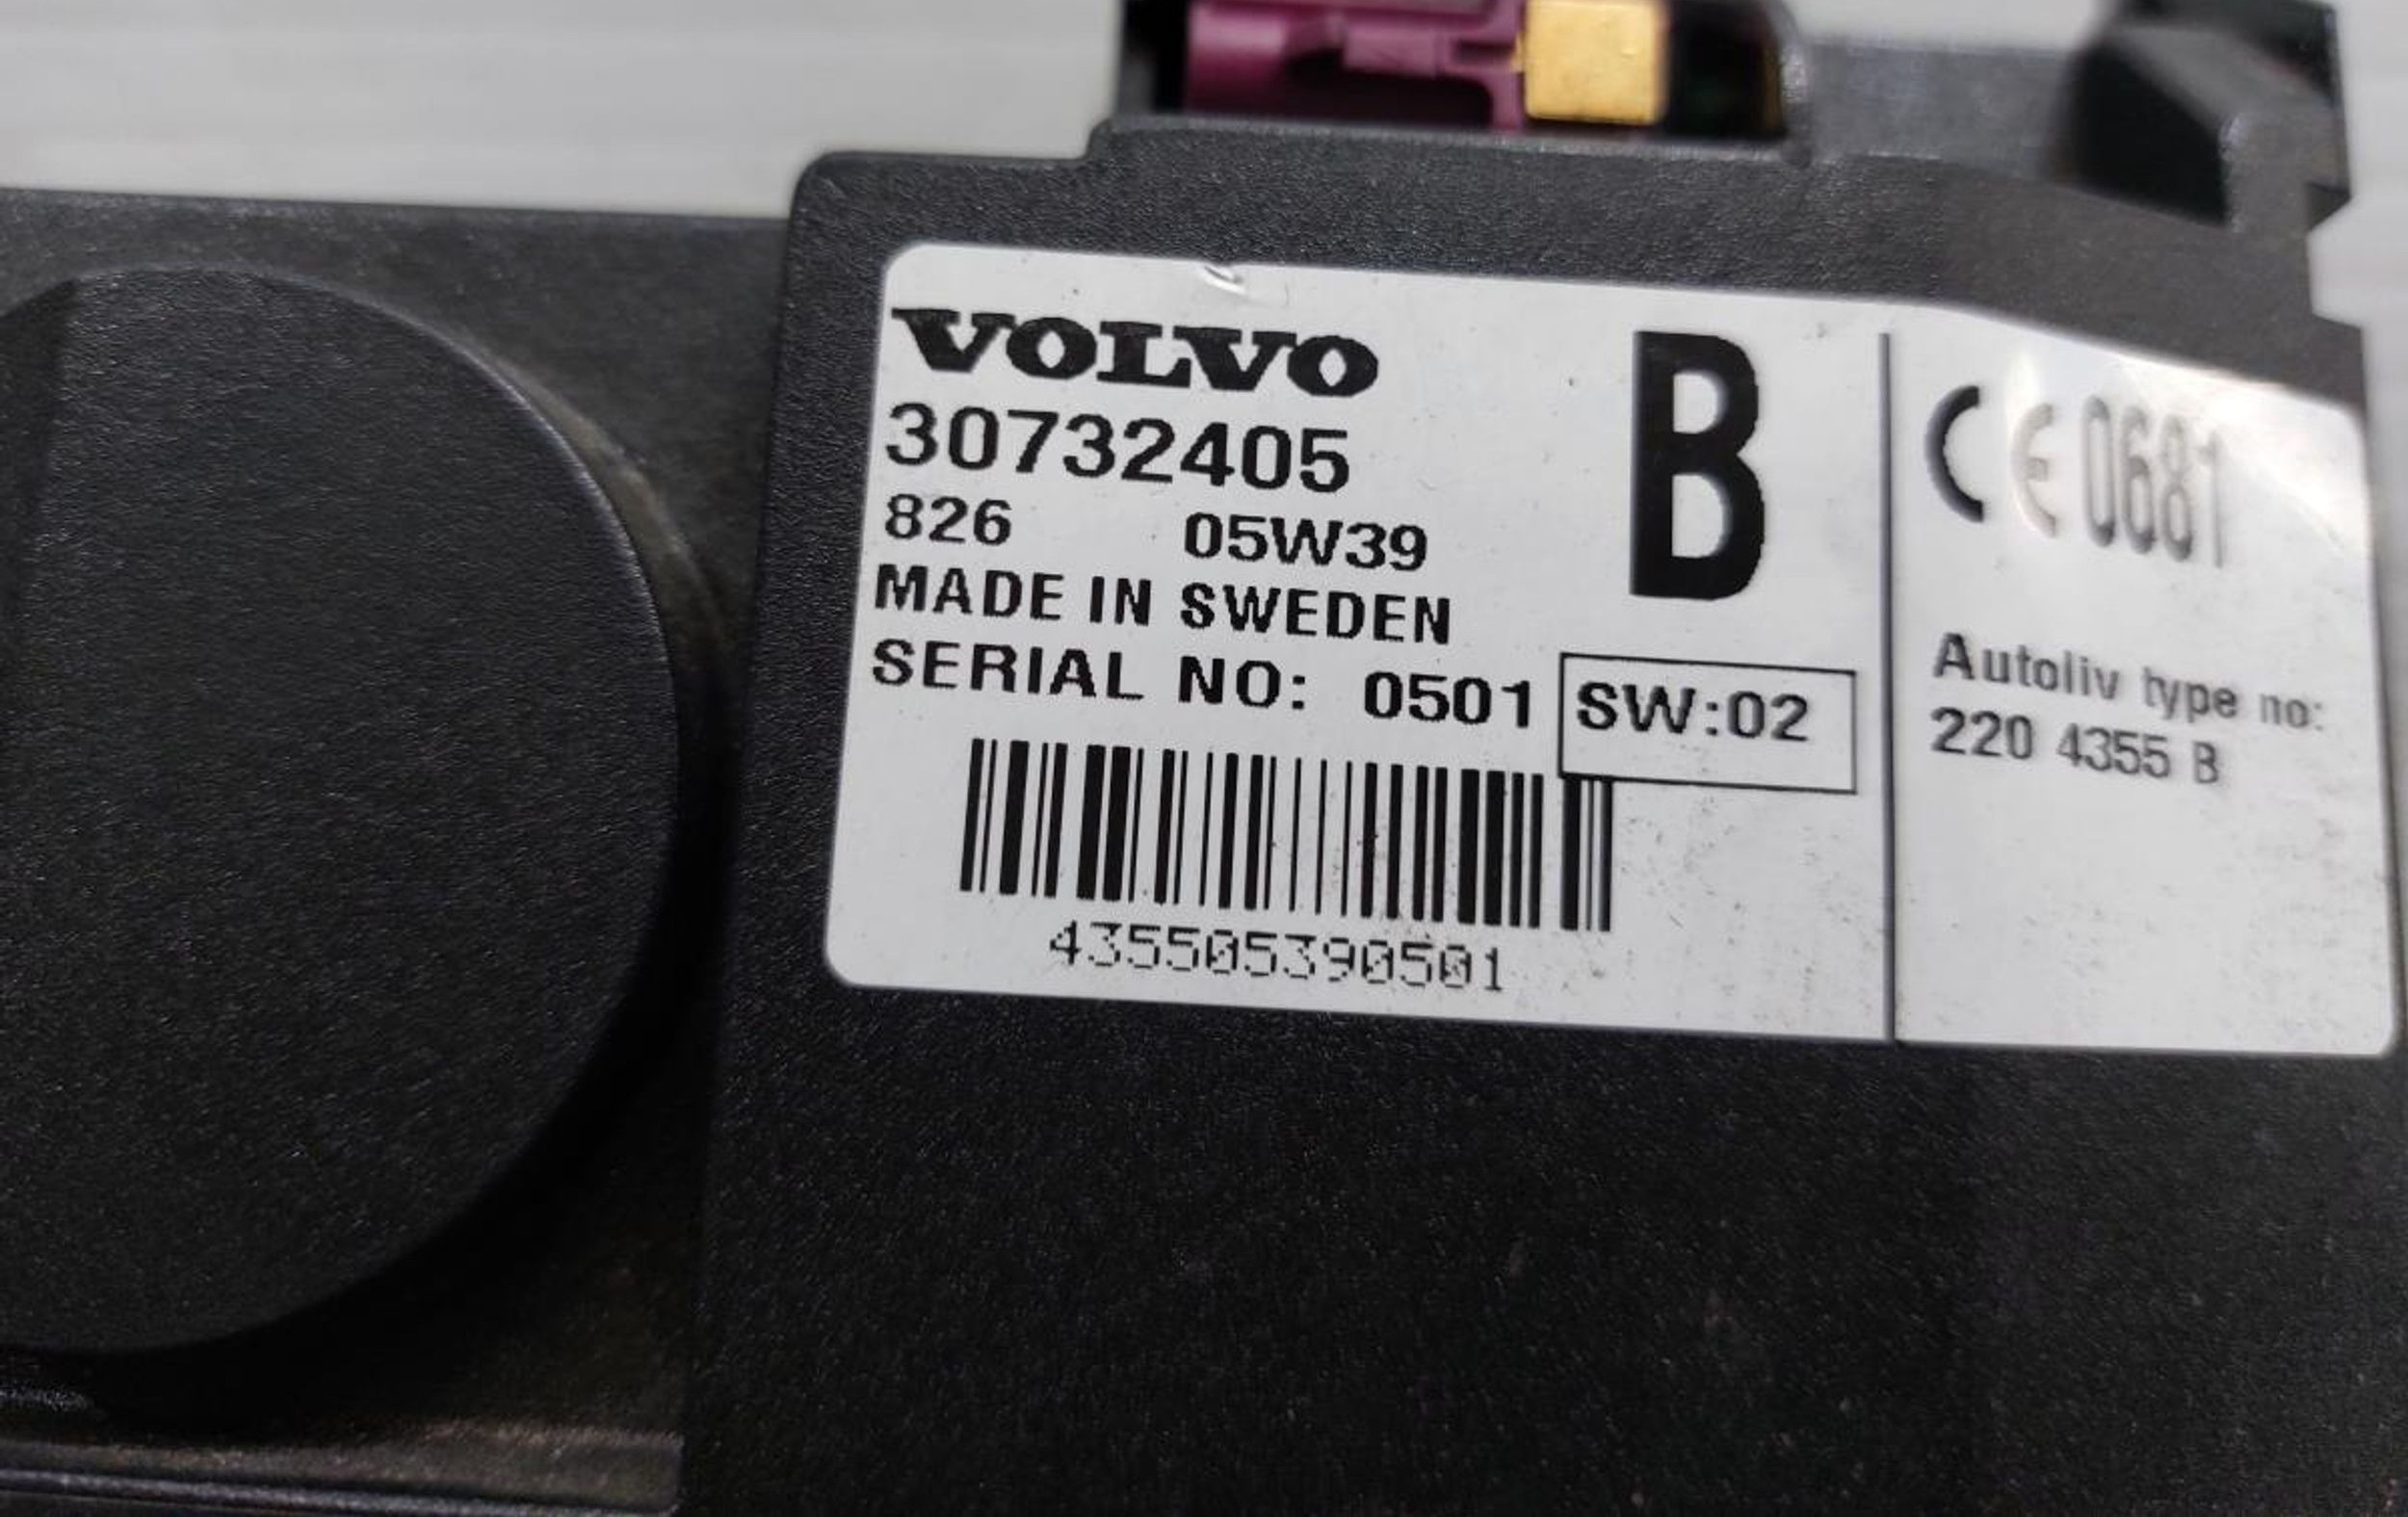 VOLVO
30732405
826 05W39
MADE IN SWEDEN
SERIAL NO: 0501
SW:02
435505390501
B
CE 0681
Autoliv type no:
220 4355 B